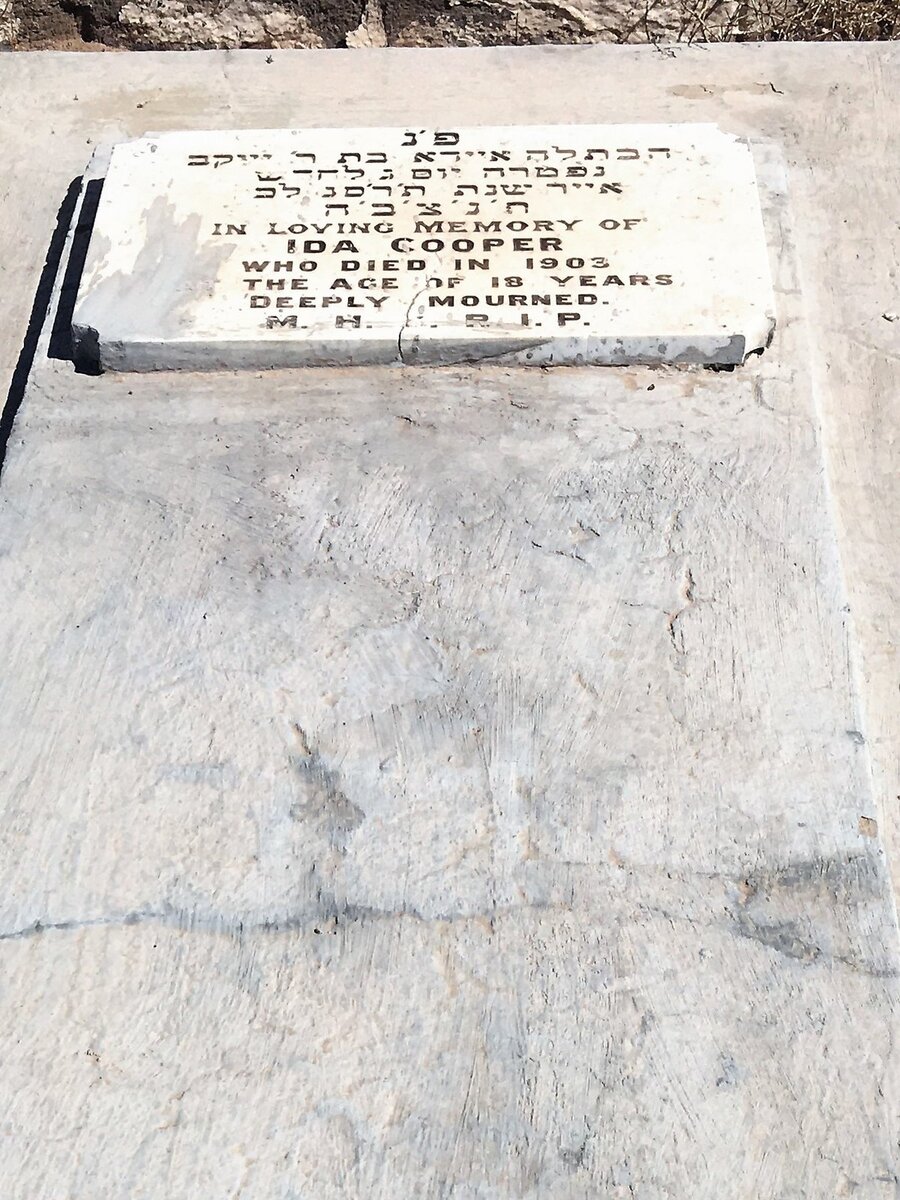 פ׳נ
הבתלה איידא בת ר׳ יעקב
נפטרה יום ג לחדש
אייר שנת תרסג לפ
ת׳נ׳צ׳ב׳ה
IN LOVING MEMORY OF
IDA COOPER
WHO DIED IN 1903
THE AGE OF 18 YEARS
DEEPLY MOURNED.
M. H. R. I. P.